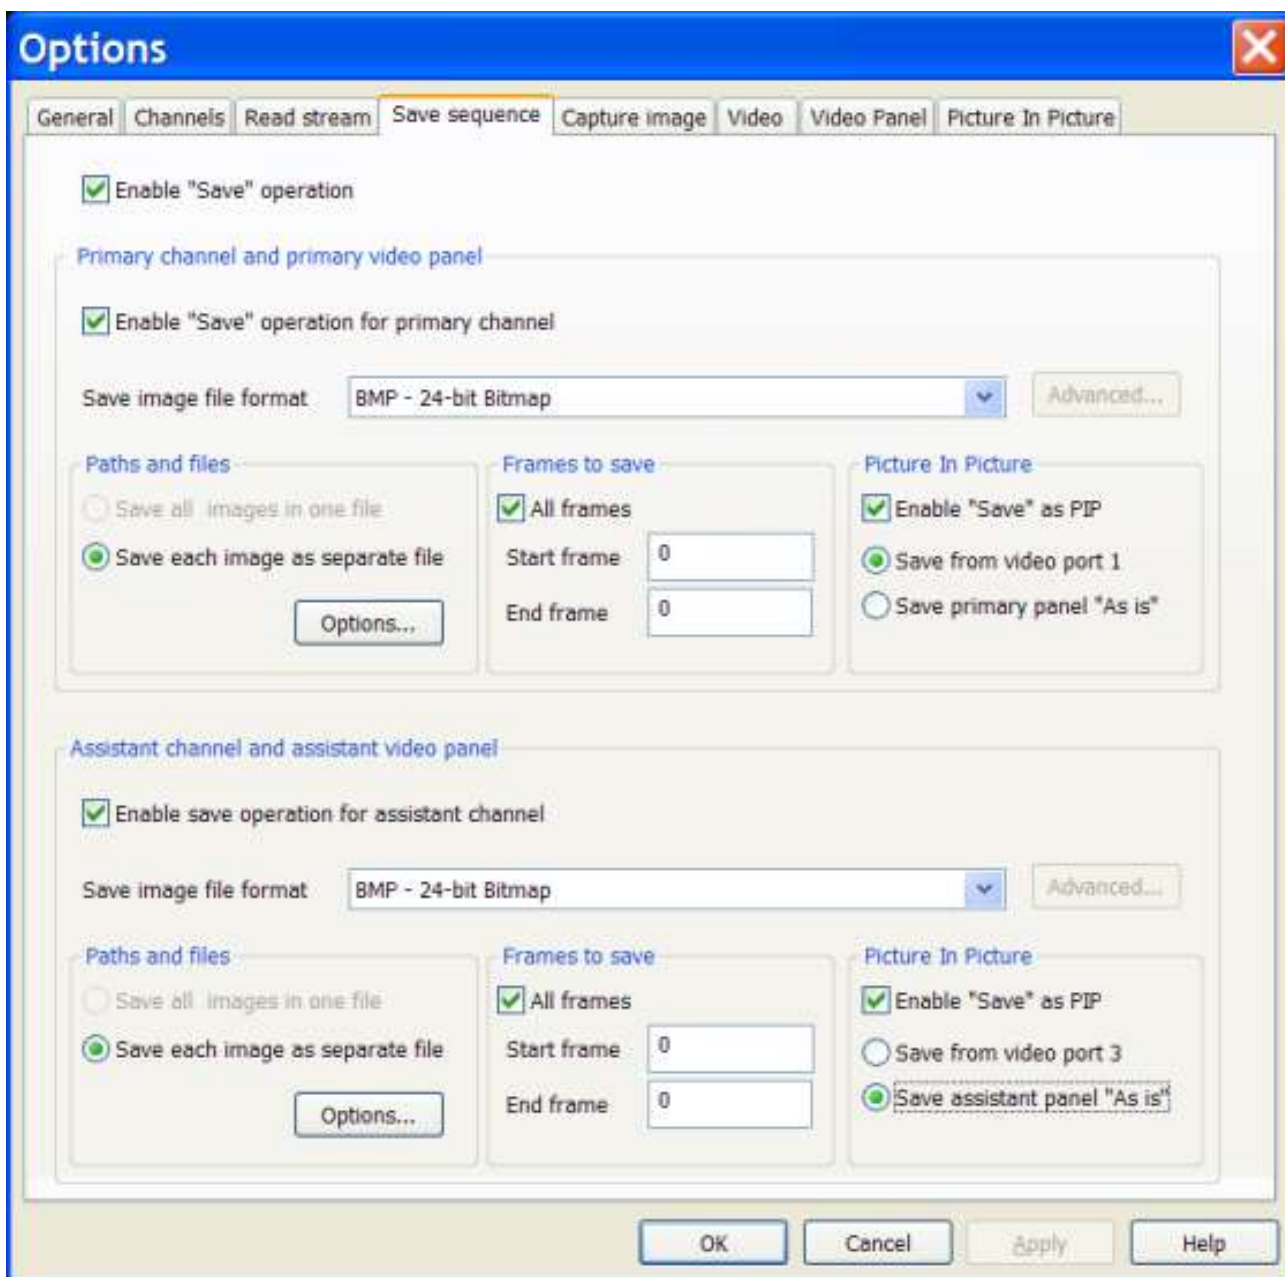 Options
General Channels Read stream Save sequence Capture image Video Video Panel Picture In Picture
Enable "Save" operation
Primary channel and primary video panel
Enable "Save" operation for primary channel
Save image file format BMP - 24-bit Bitmap Advanced...
Paths and files Frames to save Picture In Picture
Save all images in one file All frames Enable "Save" as PIP
Save each image as separate file Start frame 0 Save from video port 1
Options... End frame 0 Save primary panel "As is"
Assistant channel and assistant video panel
Enable save operation for assistant channel
Save image file format BMP - 24-bit Bitmap Advanced...
Paths and files Frames to save Picture In Picture
Save all images in one file All frames Enable "Save" as PIP
Save each image as separate file Start frame 0 Save from video port 3
Options... End frame 0 Save assistant panel "As is"
OK Cancel Apply Help